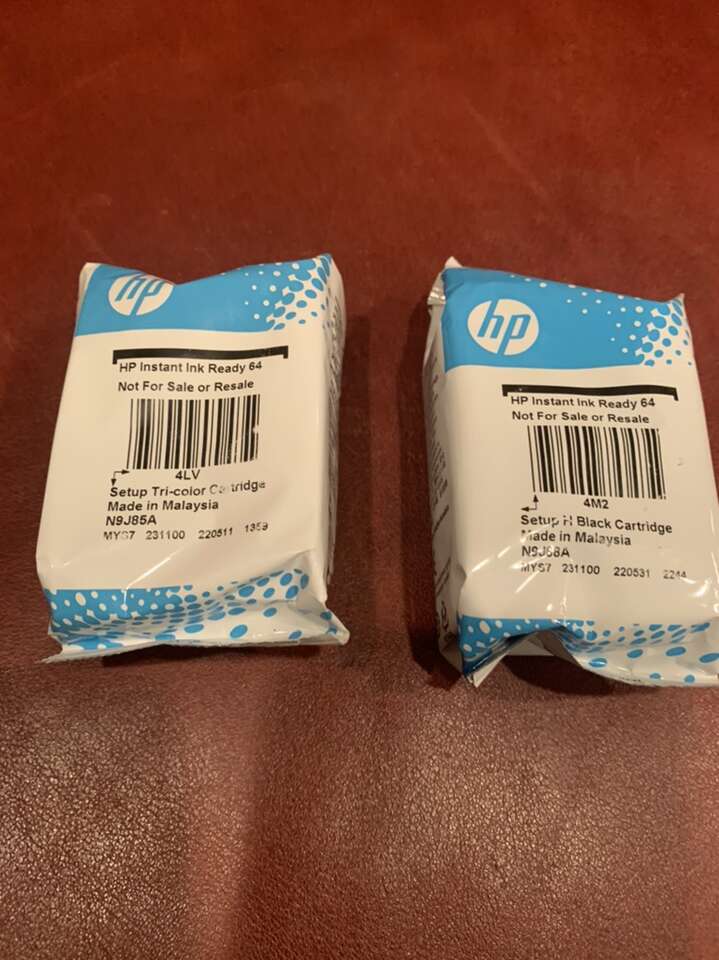 hp
HP Instant Ink Ready 64
Not For Sale or Resale
4LV
Setup Tri-color Cartridge
Made in Malaysia
N9J85A
MYS7 231100 220511 1359
hp
HP Instant Ink Ready 64
Not For Sale or Resale
4M2
Setup H Black Cartridge
Made in Malaysia
N9J88A
MYS7 231100 220531 2244